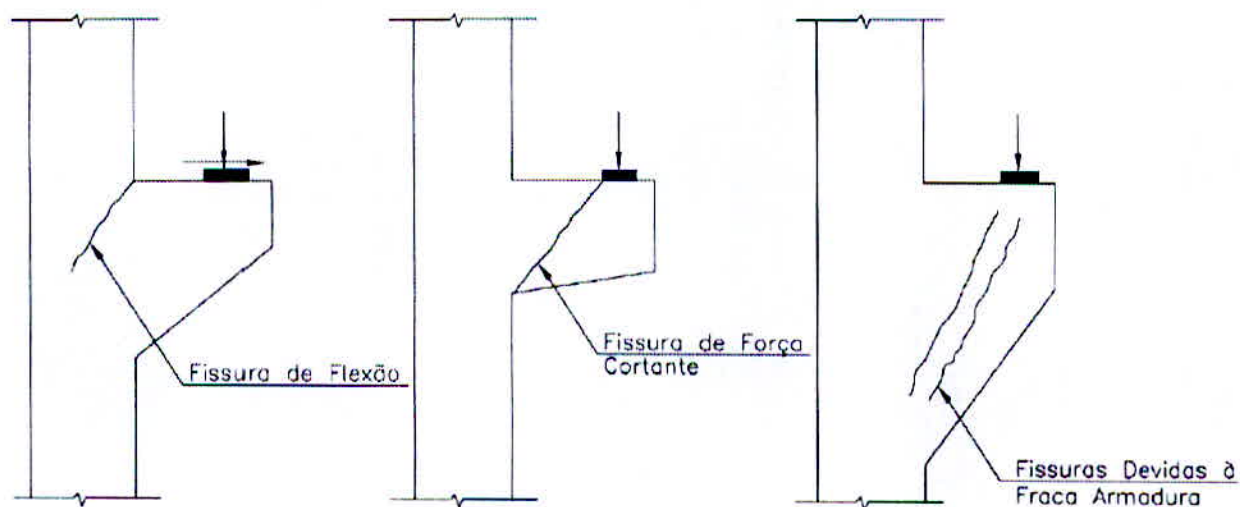 Fissura de Flexão
Fissura de Força
Cortante
Fissuras Devidas à
Fraca Armadura